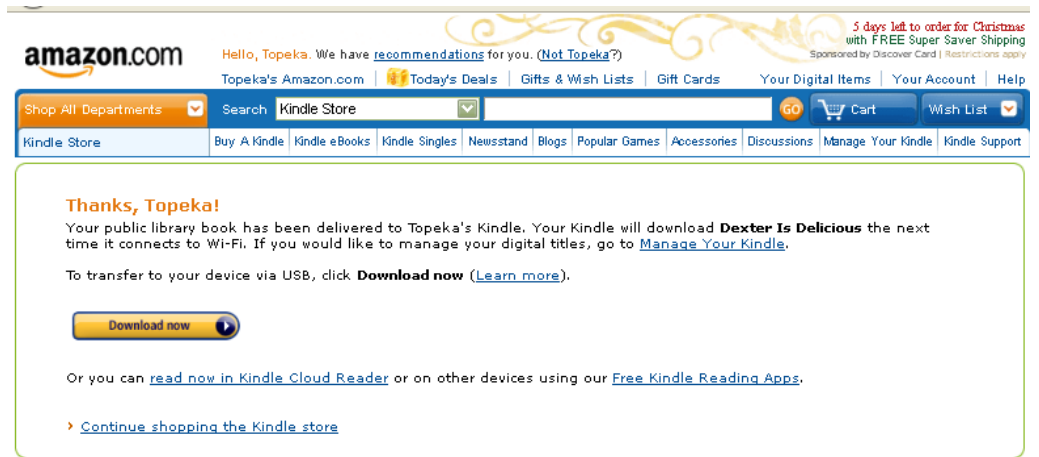 5 days left to order for Christmas
with FREE Super Saver Shipping
Sponsored by Discover Card | Restrictions apply
amazon.com
Hello, Topeka. We have recommendations for you. (Not Topeka?)
Topeka's Amazon.com | Today's Deals | Gifts & Wish Lists | Gift Cards Your Digital Items | Your Account | Help
Shop All Departments Search Kindle Store GO Cart Wish List
Kindle Store Buy A Kindle Kindle eBooks Kindle Singles Newsstand Blogs Popular Games Accessories Discussions Manage Your Kindle Kindle Support
Thanks, Topeka!
Your public library book has been delivered to Topeka's Kindle. Your Kindle will download Dexter Is Delicious the next
time it connects to Wi-Fi. If you would like to manage your digital titles, go to Manage Your Kindle.
To transfer to your device via USB, click Download now (Learn more).
Download now
Or you can read now in Kindle Cloud Reader or on other devices using our Free Kindle Reading Apps.
› Continue shopping the Kindle store